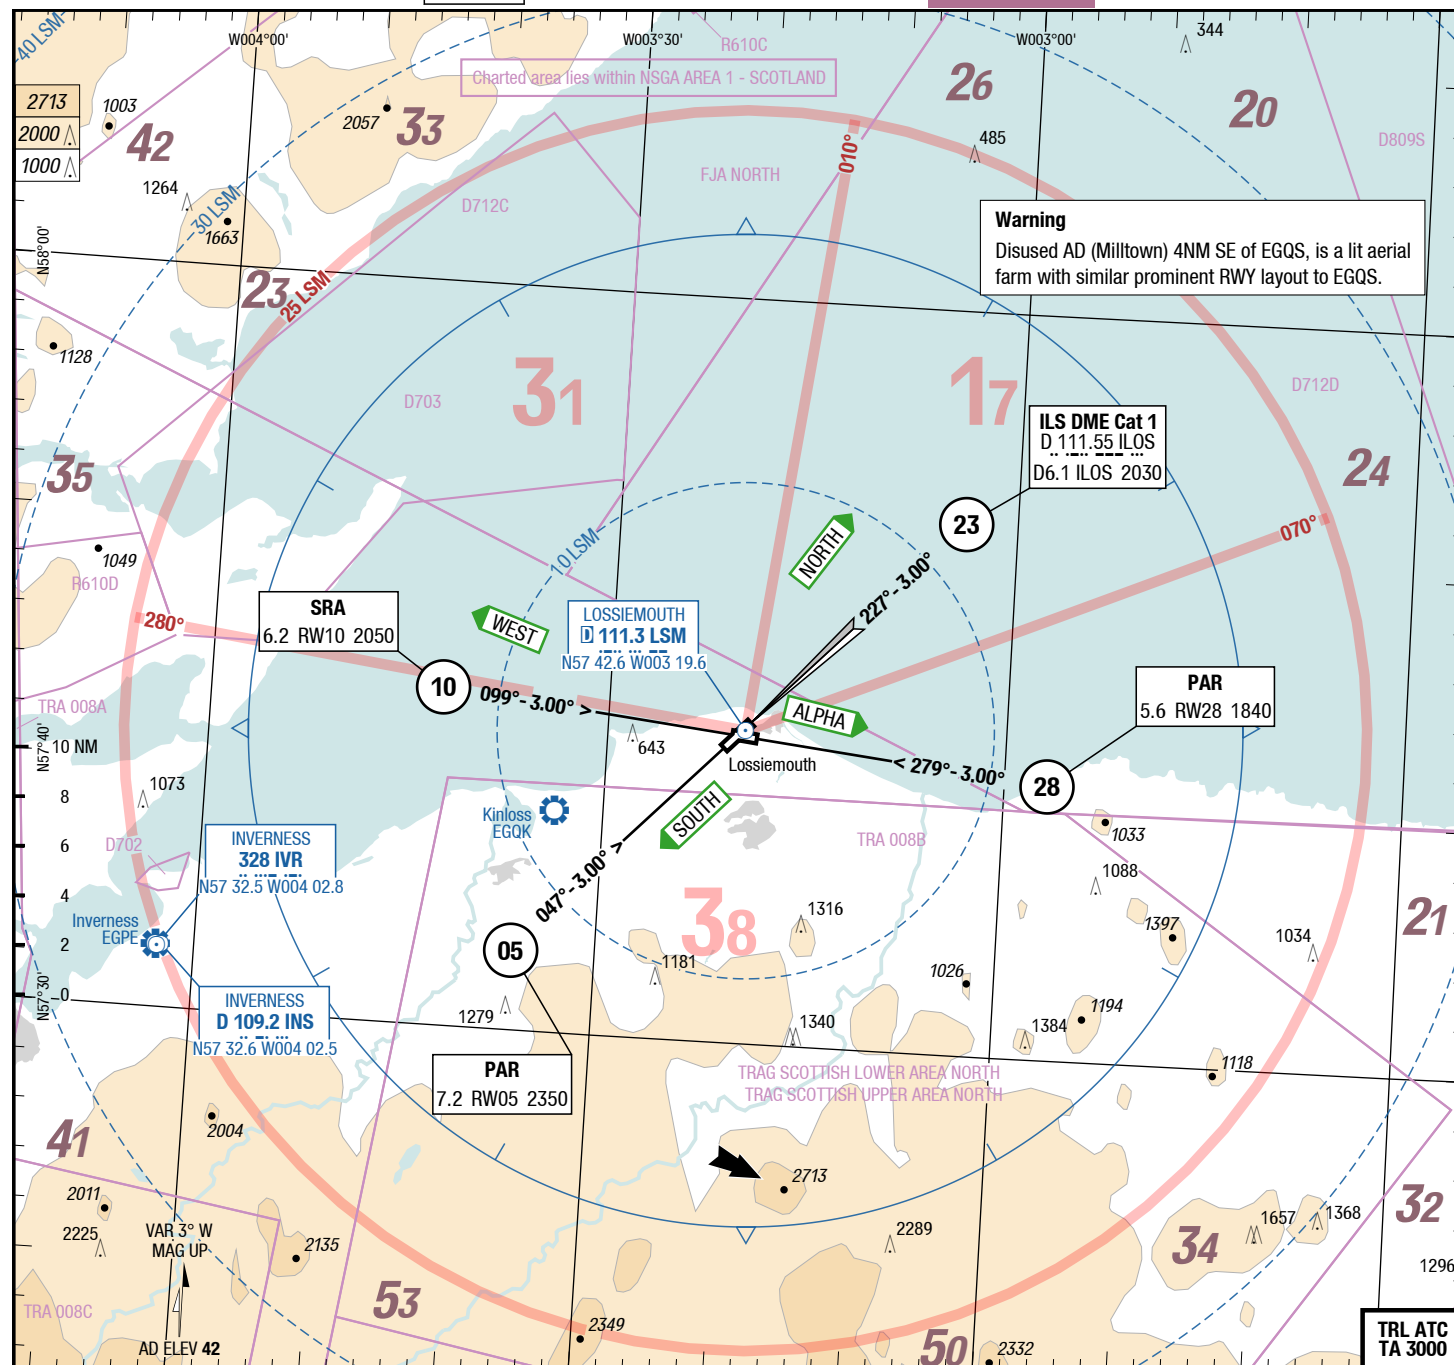 40 LSM
W004°00'
W003°30'
R610C
W003°00'
344
Charted area lies within NSGA AREA 1 - SCOTLAND
26
20
2713
2000
1000
1003
42
2057
33
485
D809S
010°
FJA NORTH
1264
30 LSM
1663
D712C
Warning
Disused AD (Milltown) 4NM SE of EGQS, is a lit aerial
farm with similar prominent RWY layout to EGQS.
N58°00'
23
25 LSM
1128
31
17
D703
D712D
ILS DME Cat 1
D 111.55 ILOS
D6.1 ILOS 2030
35
24
23
070°
1049
R610D
10 LSM
NORTH
227° - 3.00°
280°
SRA
6.2 RW10 2050
WEST
LOSSIEMOUTH
D 111.3 LSM
N57 42.6 W003 19.6
10
099° - 3.00° >
ALPHA
PAR
5.6 RW28 1840
TRA 008A
N57°40'
10 NM
643
Lossiemouth
< 279° - 3.00°
28
1073
8
Kinloss
EGQK
SOUTH
TRA 008B
1033
6
D702
INVERNESS
328 IVR
N57 32.5 W004 02.8
047° - 3.00° >
1088
4
Inverness
EGPE
2
38
1316
1397
1034
21
05
1181
1026
N57°30'
0
INVERNESS
D 109.2 INS
N57 32.6 W004 02.5
1279
1340
1384
1194
1118
PAR
7.2 RW05 2350
TRAG SCOTTISH LOWER AREA NORTH
TRAG SCOTTISH UPPER AREA NORTH
2004
41
2713
2011
2225
VAR 3° W
MAG UP
2135
2289
34
1657
1368
32
1296
TRA 008C
53
2349
AD ELEV 42
50
2332
TRL ATC
TA 3000